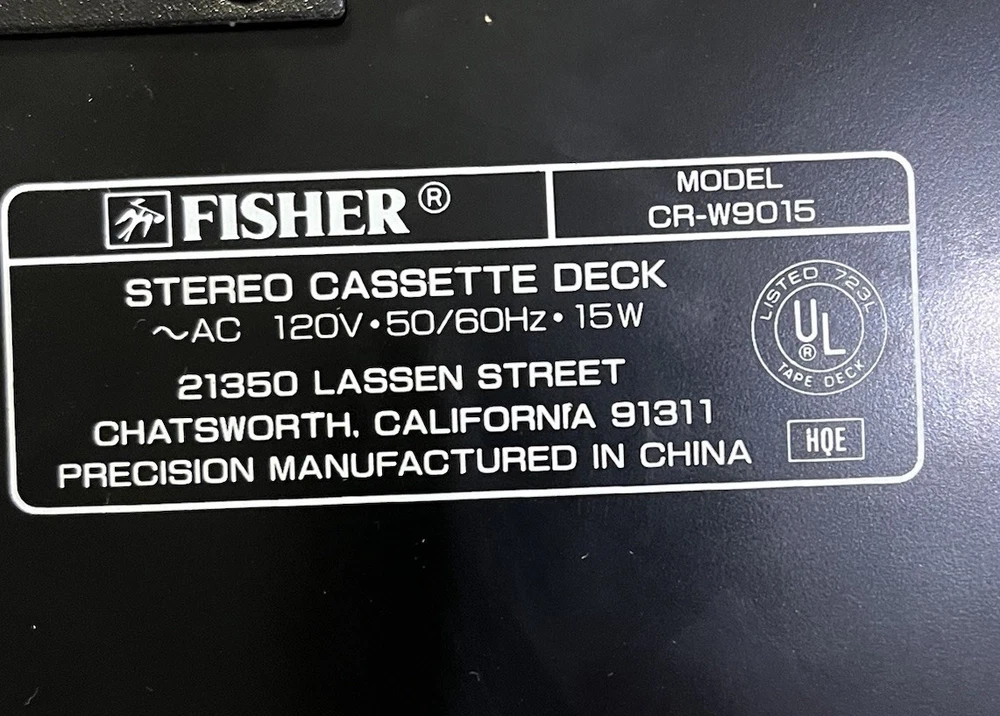 FISHER®
MODEL
CR-W9015
STEREO CASSETTE DECK
~AC 120V•50/60Hz•15W
21350 LASSEN STREET
CHATSWORTH, CALIFORNIA 91311
PRECISION MANUFACTURED IN CHINA
LISTED 723L
UL®
TAPE DECK
HQE